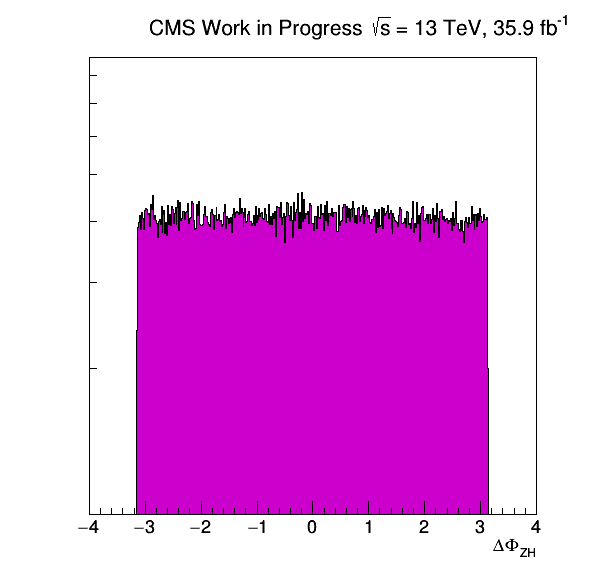 CMS Work in Progress √s = 13 TeV, 35.9 fb⁻¹
−4 −3 −2 −1 0 1 2 3 4
ΔΦ_ZH